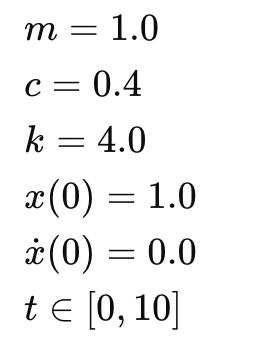 m = 1.0
c = 0.4
k = 4.0
x(0) = 1.0
ẋ(0) = 0.0
t ∈ [0, 10]